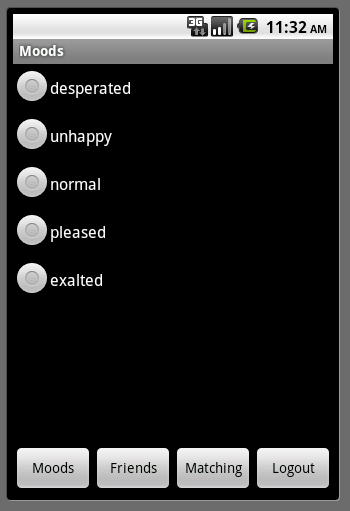 3G 11:32 AM
Moods
desperated
unhappy
normal
pleased
exalted
Moods Friends Matching Logout